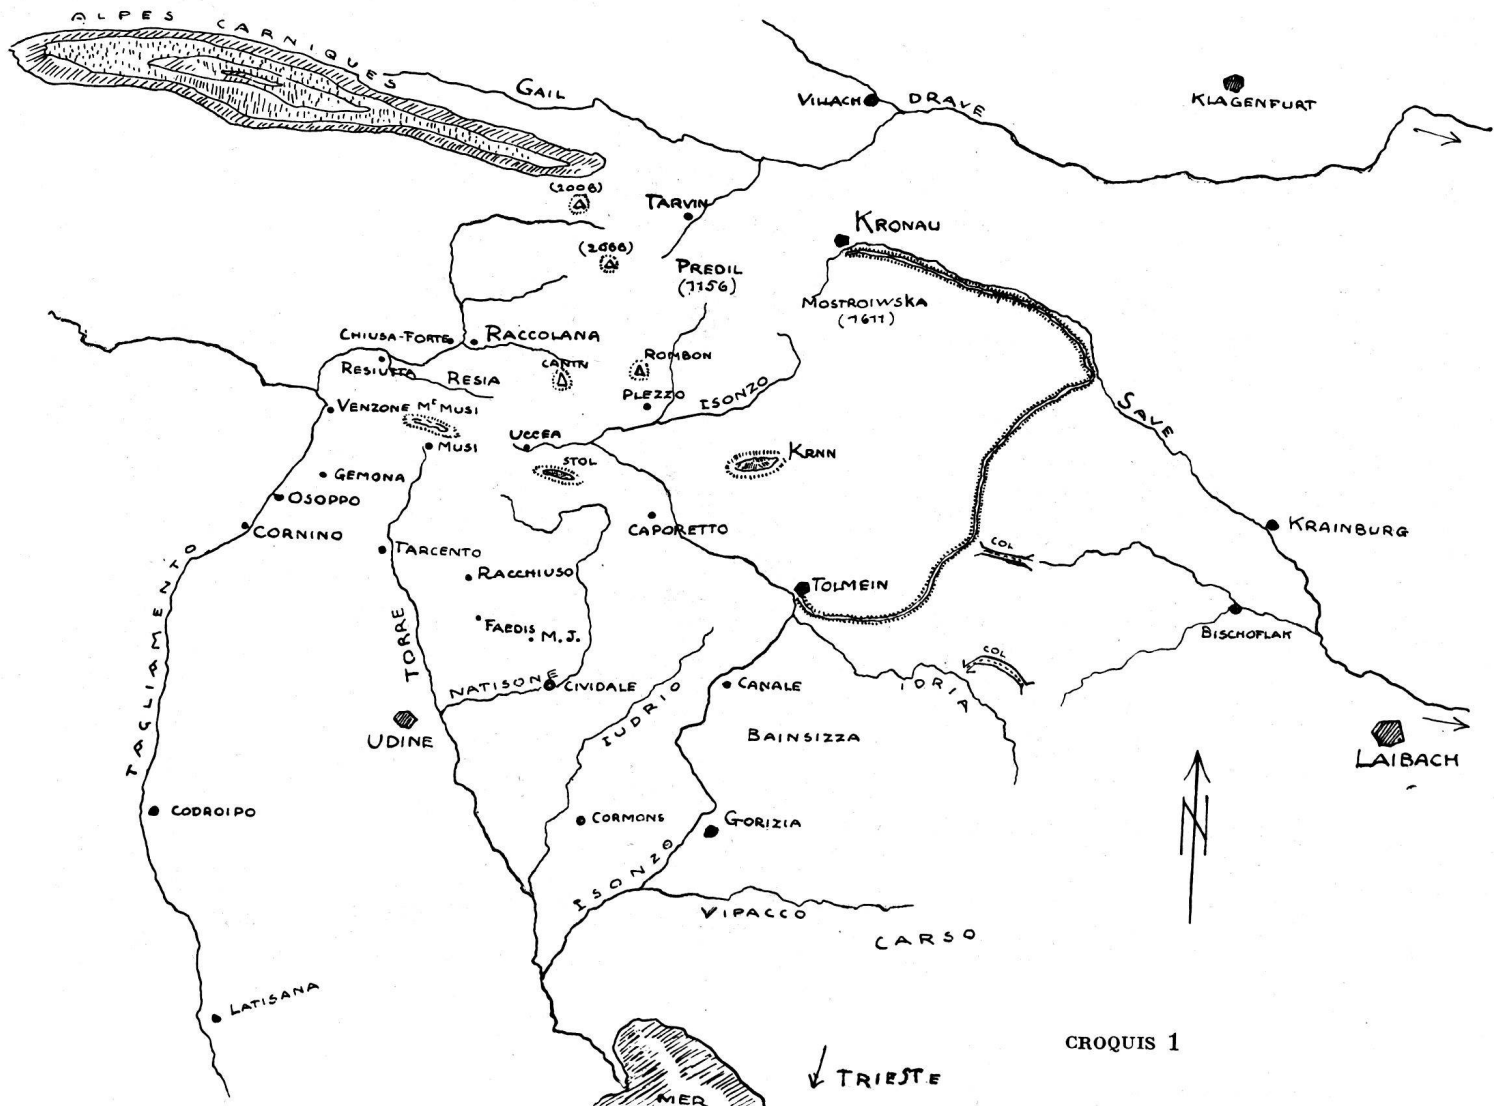 ALPES CARNIQUES
GAIL
VILLACH
DRAVE
KLAGENFURT
(2008)
TARVIN
KRONAU
(2066)
PREDIL
(1156)
MOSTROIWSKA
(1611)
CHIUSA-FORTE
RACCOLANA
RESIUTTA
RESIA
CANIN
ROMBON
PLEZZO
ISONZO
SAVE
VENZONE
Mt MUSI
MUSI
UCCEA
STOL
KRNN
GEMONA
OSOPPO
CORNINO
CAPORETTO
KRAINBURG
COL
TARCENTO
RACCHIUSO
TOLMEIN
TAGLIAMENTO
TORRE
FAEDIS
M.J.
BISCHOFLAK
COL
NATISONE
CIVIDALE
IUDRIO
CANALE
IDRIA
UDINE
BAINSIZZA
LAIBACH
CODROIPO
CORMONS
GORIZIA
ISONZO
VIPACCO
CARSO
N
LATISANA
CROQUIS 1
TRIESTE
MER